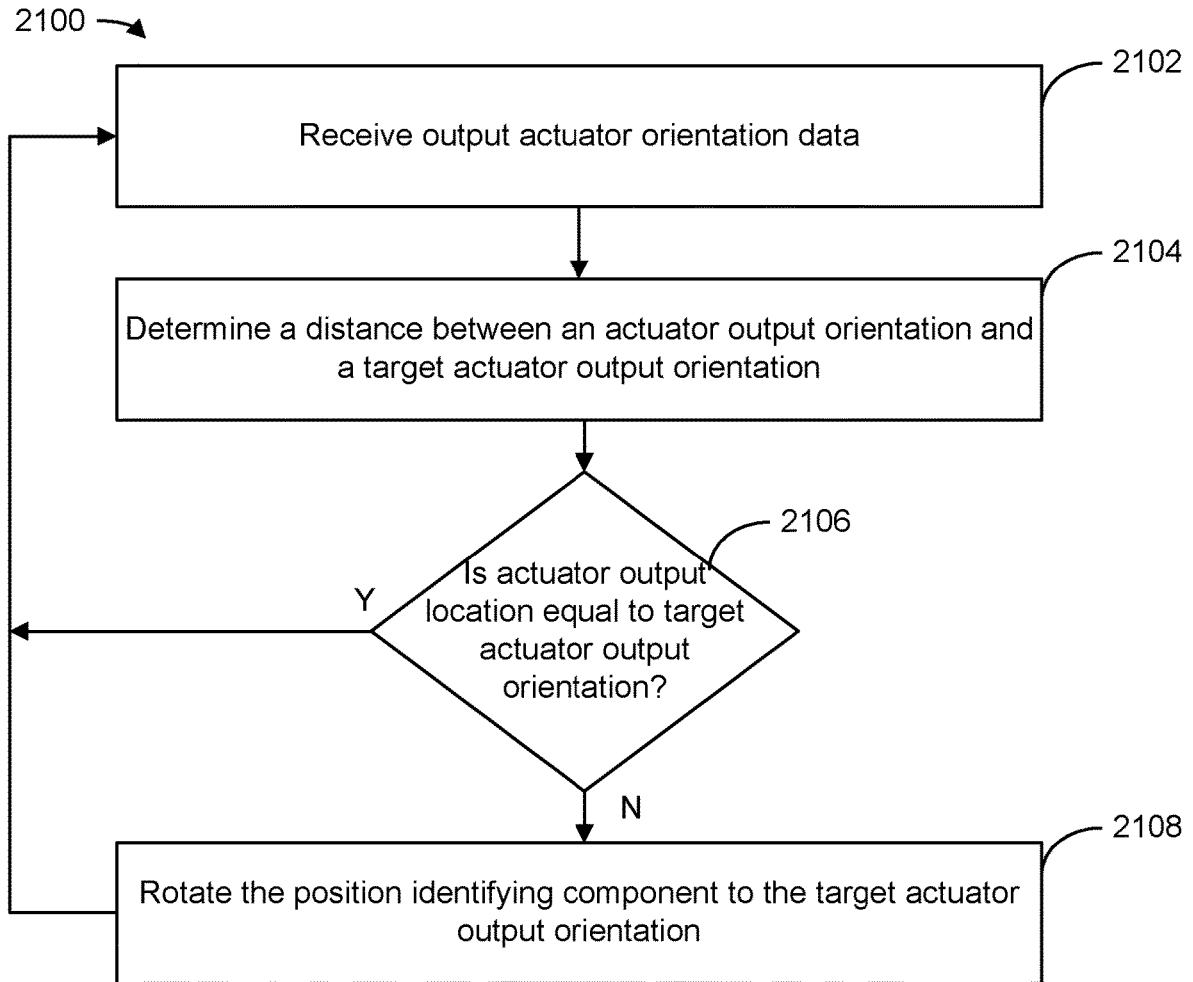 2100
2102
Receive output actuator orientation data
2104
Determine a distance between an actuator output orientation and
a target actuator output orientation
2106
Is actuator output
location equal to target
actuator output
orientation?
Y
N
2108
Rotate the position identifying component to the target actuator
output orientation